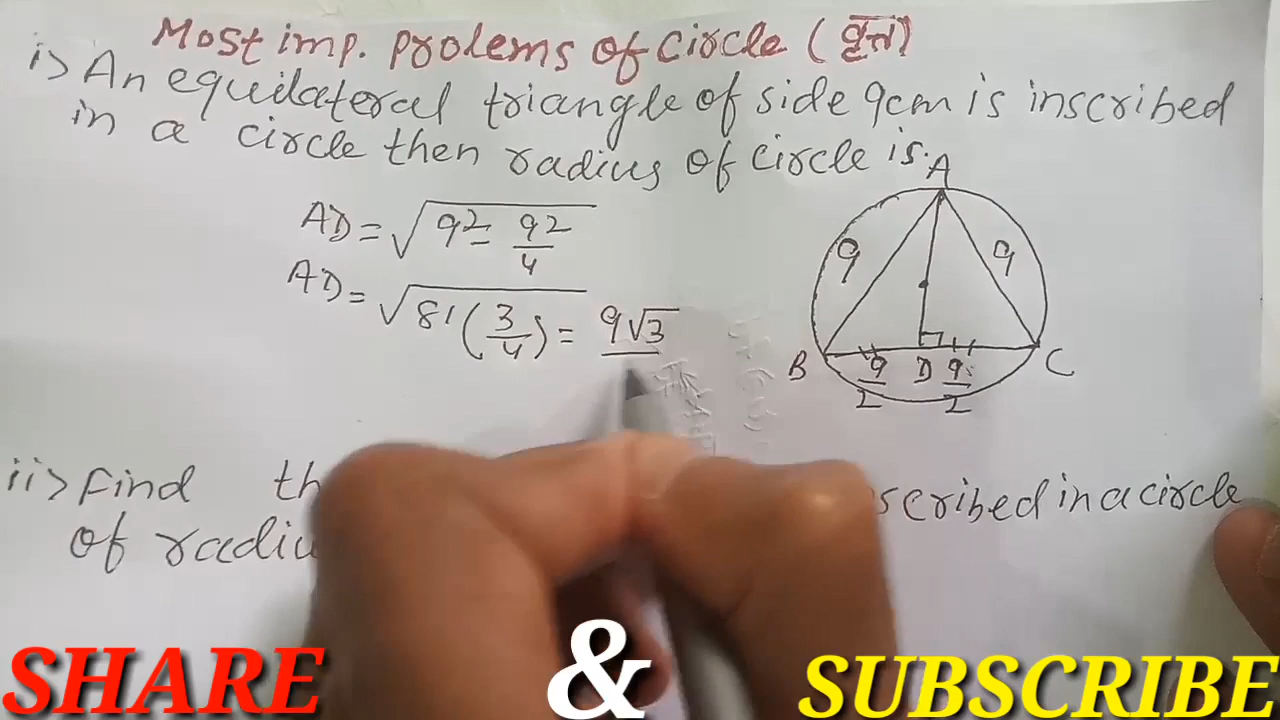 Most imp. prolems of circle (वृत्त)
i> An equilateral triangle of side 9cm is inscribed
in a circle then radius of circle is.
A
AD = √9² - 9²/4
9 9
AD = √81(3/4) = 9√3
B 9/2 D 9/2 C
ii> Find th scribed in a circle
of radiu
SHARE & SUBSCRIBE